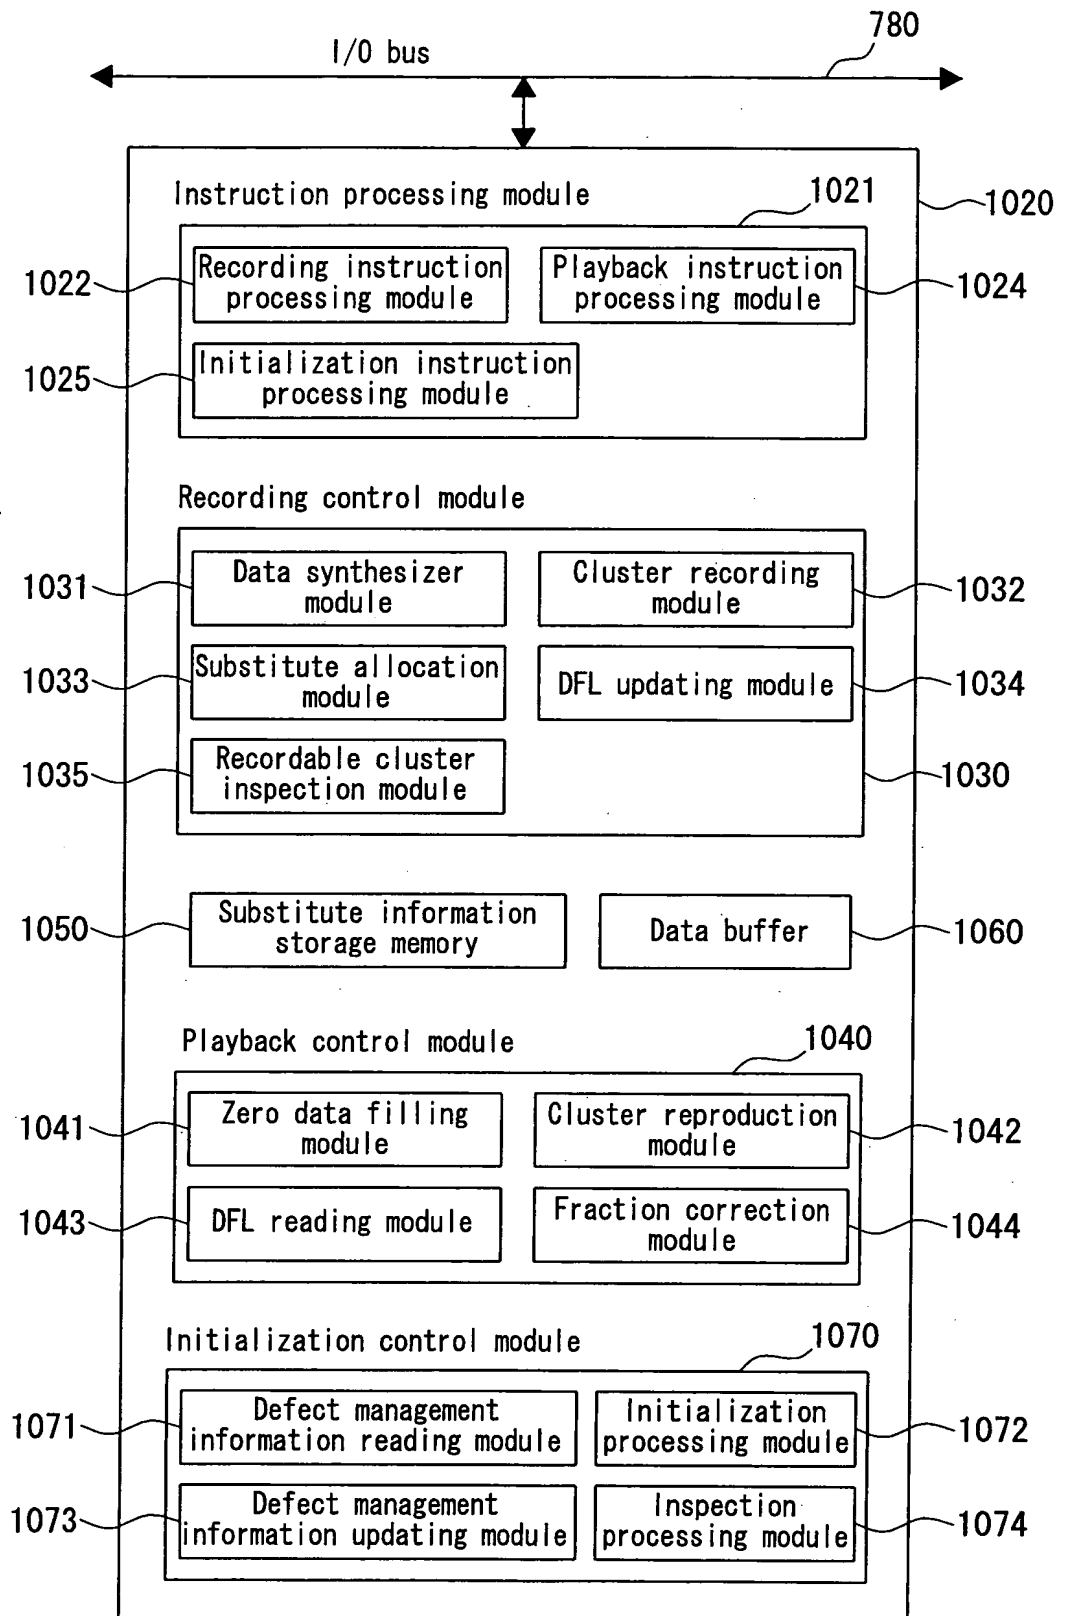 780
I/O bus
Instruction processing module
1021
1020
1022
Recording instruction
processing module
Playback instruction
processing module
1024
1025
Initialization instruction
processing module
Recording control module
1031
Data synthesizer
module
Cluster recording
module
1032
1033
Substitute allocation
module
DFL updating module
1034
1035
Recordable cluster
inspection module
1030
1050
Substitute information
storage memory
Data buffer
1060
Playback control module
1040
1041
Zero data filling
module
Cluster reproduction
module
1042
1043
DFL reading module
Fraction correction
module
1044
Initialization control module
1070
1071
Defect management
information reading module
Initialization
processing module
1072
1073
Defect management
information updating module
Inspection
processing module
1074